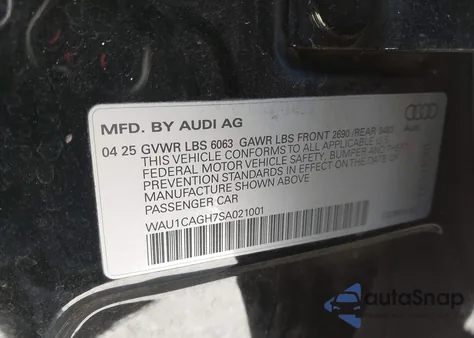 MFD. BY AUDI AG
04 25 GVWR LBS 6063 GAWR LBS FRONT 2690 /REAR
THIS VEHICLE CONFORMS TO ALL APPLICABLE U.S.
FEDERAL MOTOR VEHICLE SAFETY, BUMPER AND THEFT
PREVENTION STANDARDS IN EFFECT ON THE DATE OF
MANUFACTURE SHOWN ABOVE
PASSENGER CAR
WAU1CAGH7SA021001
autoSnap